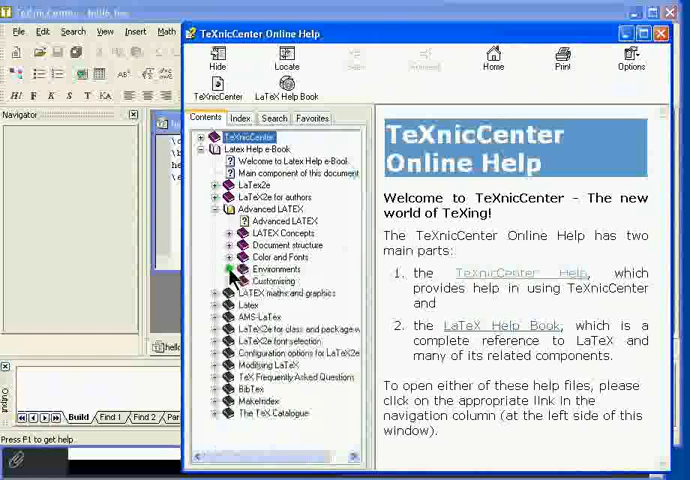 File Edit Search View Insert Math
Navigator
Build Find 1 Find 2
Press F1 to get help.
TeXnicCenter Online Help
Hide Locate Home Print Options
TeXnicCenter LaTeX Help Book
Contents Index Search Favorites
TeXnicCenter
Latex Help e-Book
Welcome to Latex Help e-Book
Main component of this document
LaTex2e
LaTeX2e for authors
Advanced LATEX
Advanced LATEX
LATEX Concepts
Document structure
Color and Fonts
Environments
Customising
LATEX maths and graphics
Latex
AMS-LaTex
LaTeX2e for class and package-w
LaTeX2e font selection
Configuration options for LaTeX2e
Modifying LaTeX
TeX Frequently Asked Questions
BibTex
MakeIndex
The TeX Catalogue
TeXnicCenter
Online Help
Welcome to TeXnicCenter - The new
world of TeXing!
The TeXnicCenter Online Help has two
main parts:
1. the TeXnicCenter Help, which
provides help in using TeXnicCenter
and
2. the LaTeX Help Book, which is a
complete reference to LaTeX and
many of its related components.
To open either of these help files, please
click on the appropriate link in the
navigation column (at the left side of this
window).